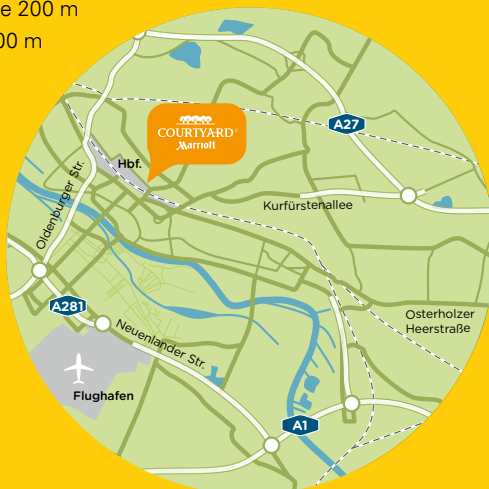 e 200 m
00 m
COURTYARD®
Marriott
A27
Hbf.
Oldenburger Str.
Kurfürstenallee
A281
Neuenlander Str.
Osterholzer
Heerstraße
Flughafen
A1